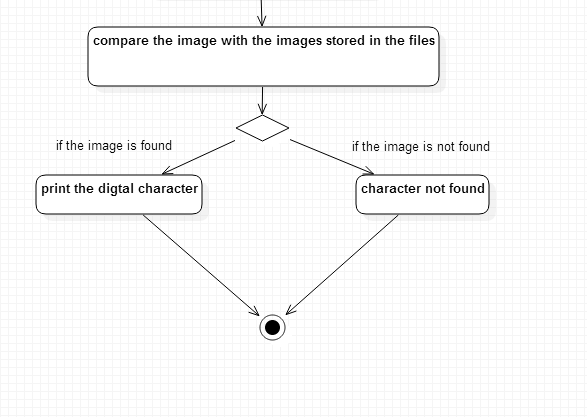 compare the image with the images stored in the files
if the image is found
if the image is not found
print the digtal character
character not found